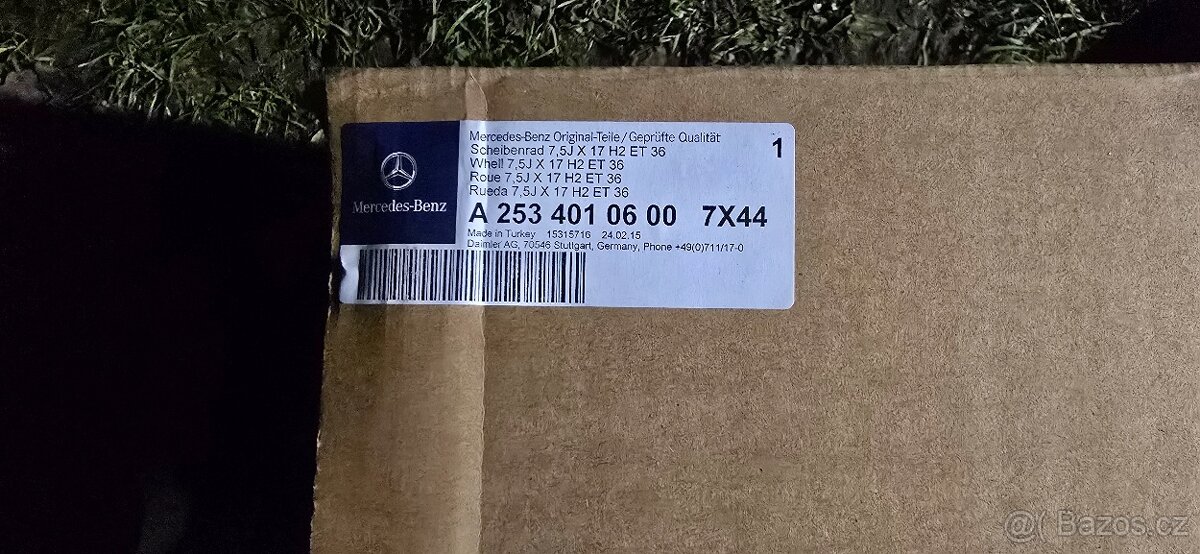 Mercedes-Benz Original-Teile/Geprüfte Qualität
1
Scheibenrad 7,5J X 17 H2 ET 36
Whell 7,5J X 17 H2 ET 36
Roue 7,5J X 17 H2 ET 36
Rueda 7,5J X 17 H2 ET 36
Mercedes-Benz
A 253 401 06 00 7X44
Made in Turkey 15315716 24.02.15
Daimler AG, 70546 Stuttgart, Germany, Phone +49(0)711/17-0
@( Bazos.cz